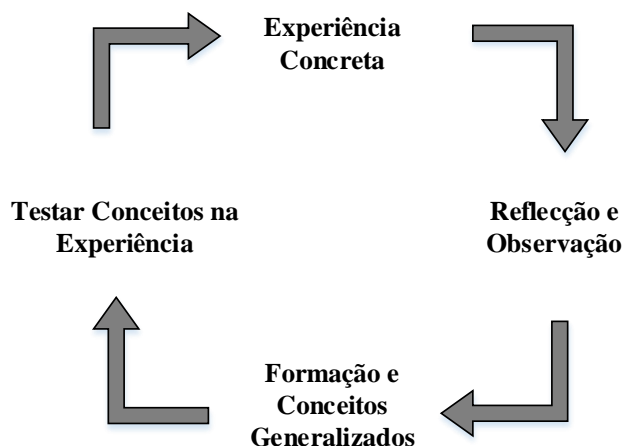 Experiência
Concreta
Reflecção e
Observação
Formação e
Conceitos
Generalizados
Testar Conceitos na
Experiência